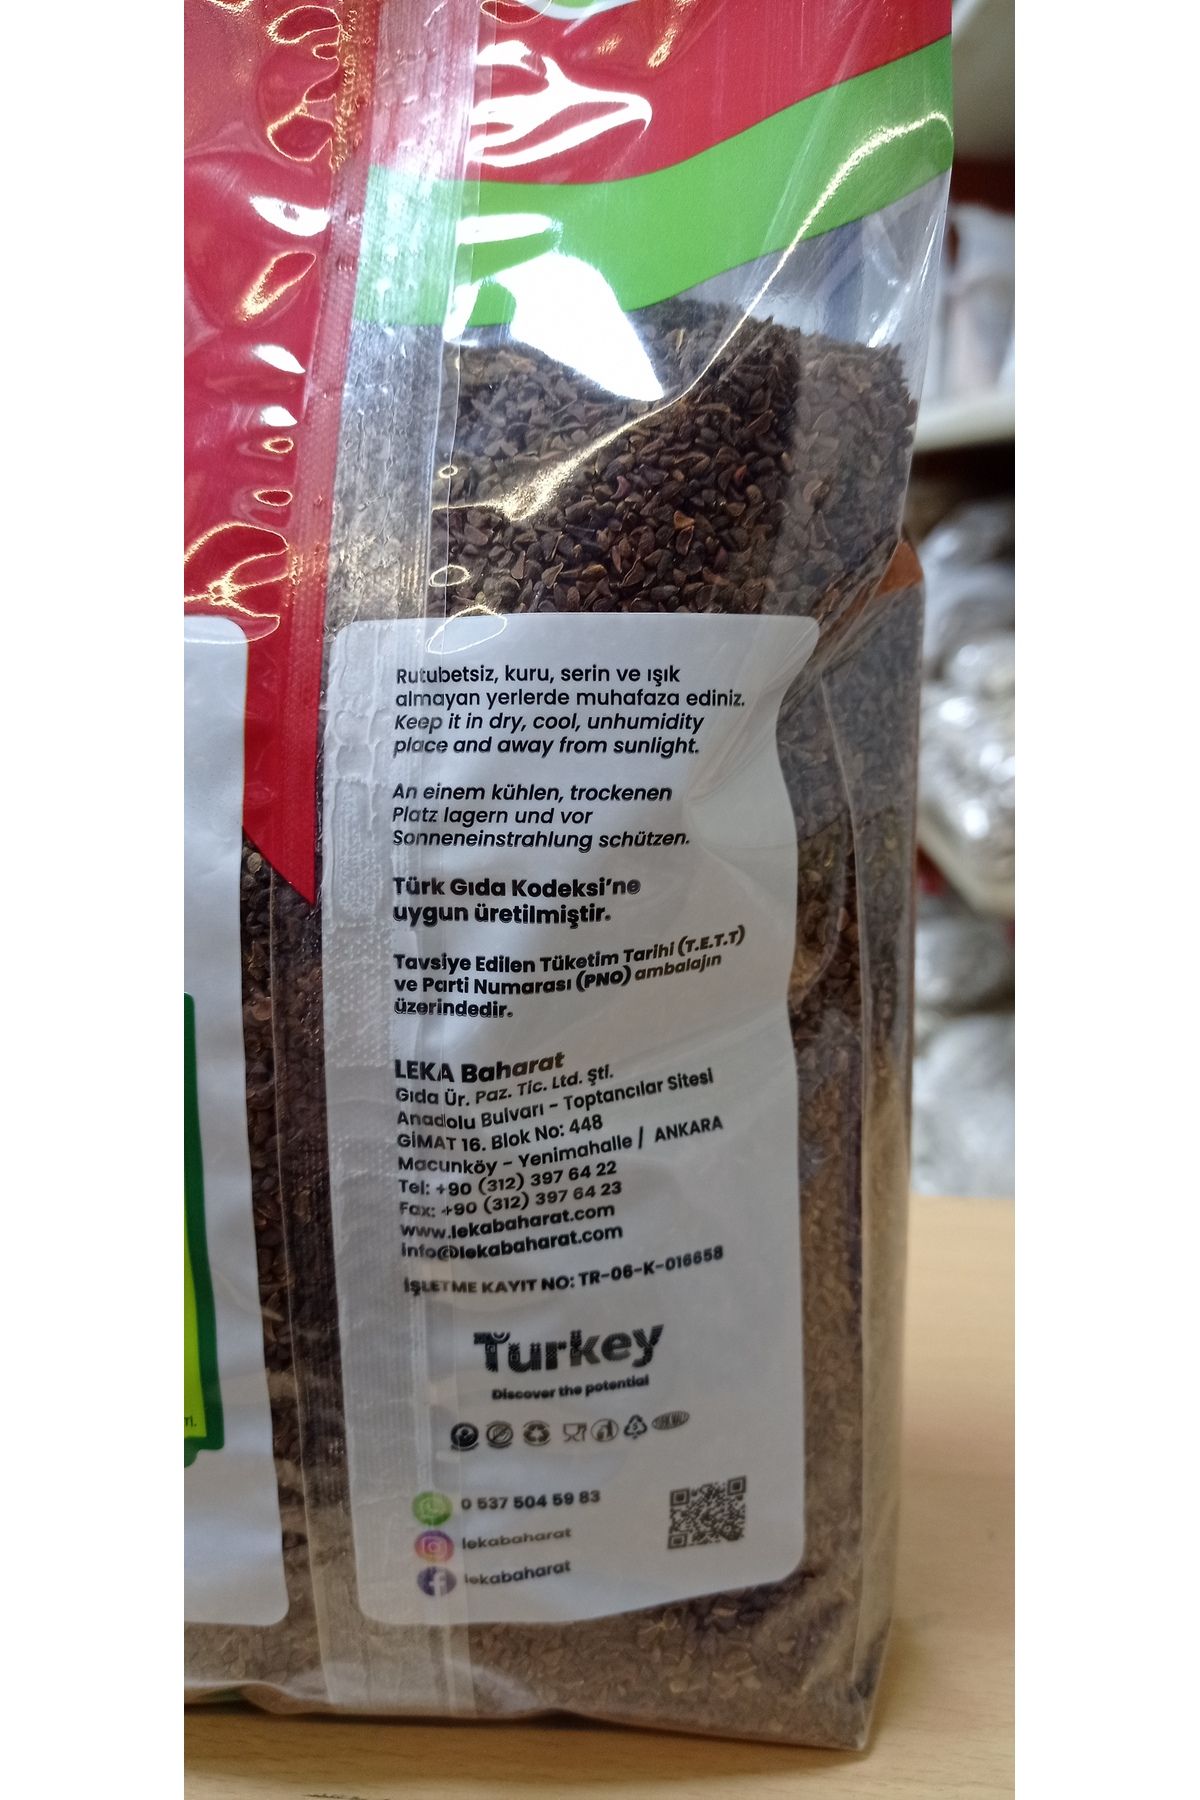 Rutubetsiz, kuru, serin ve ışık
almayan yerlerde muhafaza ediniz.
Keep it in dry, cool, unhumidity
place and away from sunlight.
An einem kühlen, trockenen
Platz lagern und vor
Sonneneinstrahlung schützen.
Türk Gıda Kodeksi'ne
uygun üretilmiştir.
Tavsiye Edilen Tüketim Tarihi (T.E.T.T)
ve Parti Numarası (PNO) ambalajın
üzerindedir.
LEKA Baharat
Gıda Ür. Paz. Tic. Ltd. Şti.
Anadolu Bulvarı - Toptancılar Sitesi
GİMAT 16. Blok No: 448
Macunköy - Yenimahalle / ANKARA
Tel: +90 (312) 397 64 22
Fax: +90 (312) 397 64 23
www.lekabaharat.com
info@lekabaharat.com
İŞLETME KAYIT NO: TR-06-K-016658
Turkey
Discover the potential
0 537 504 59 83
lekabaharat
lekabaharat